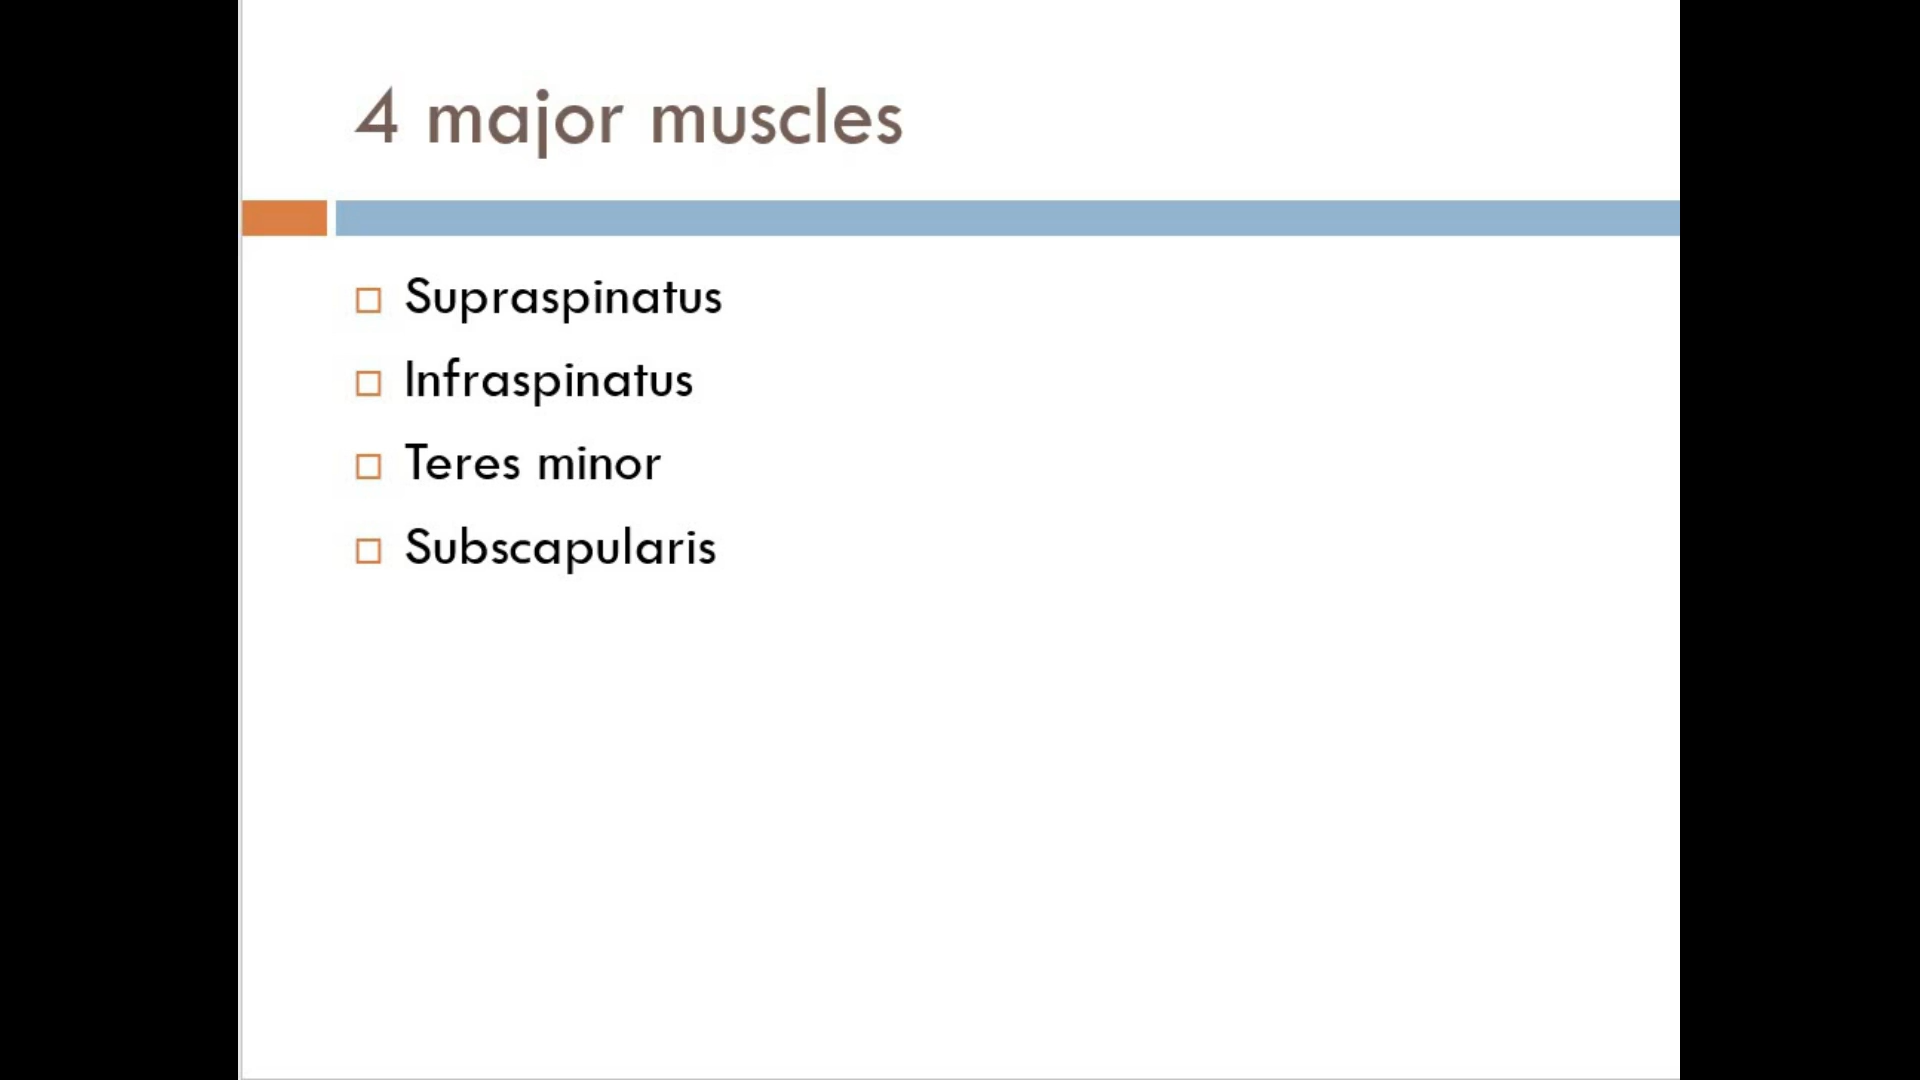 4 major muscles
Supraspinatus
Infraspinatus
Teres minor
Subscapularis